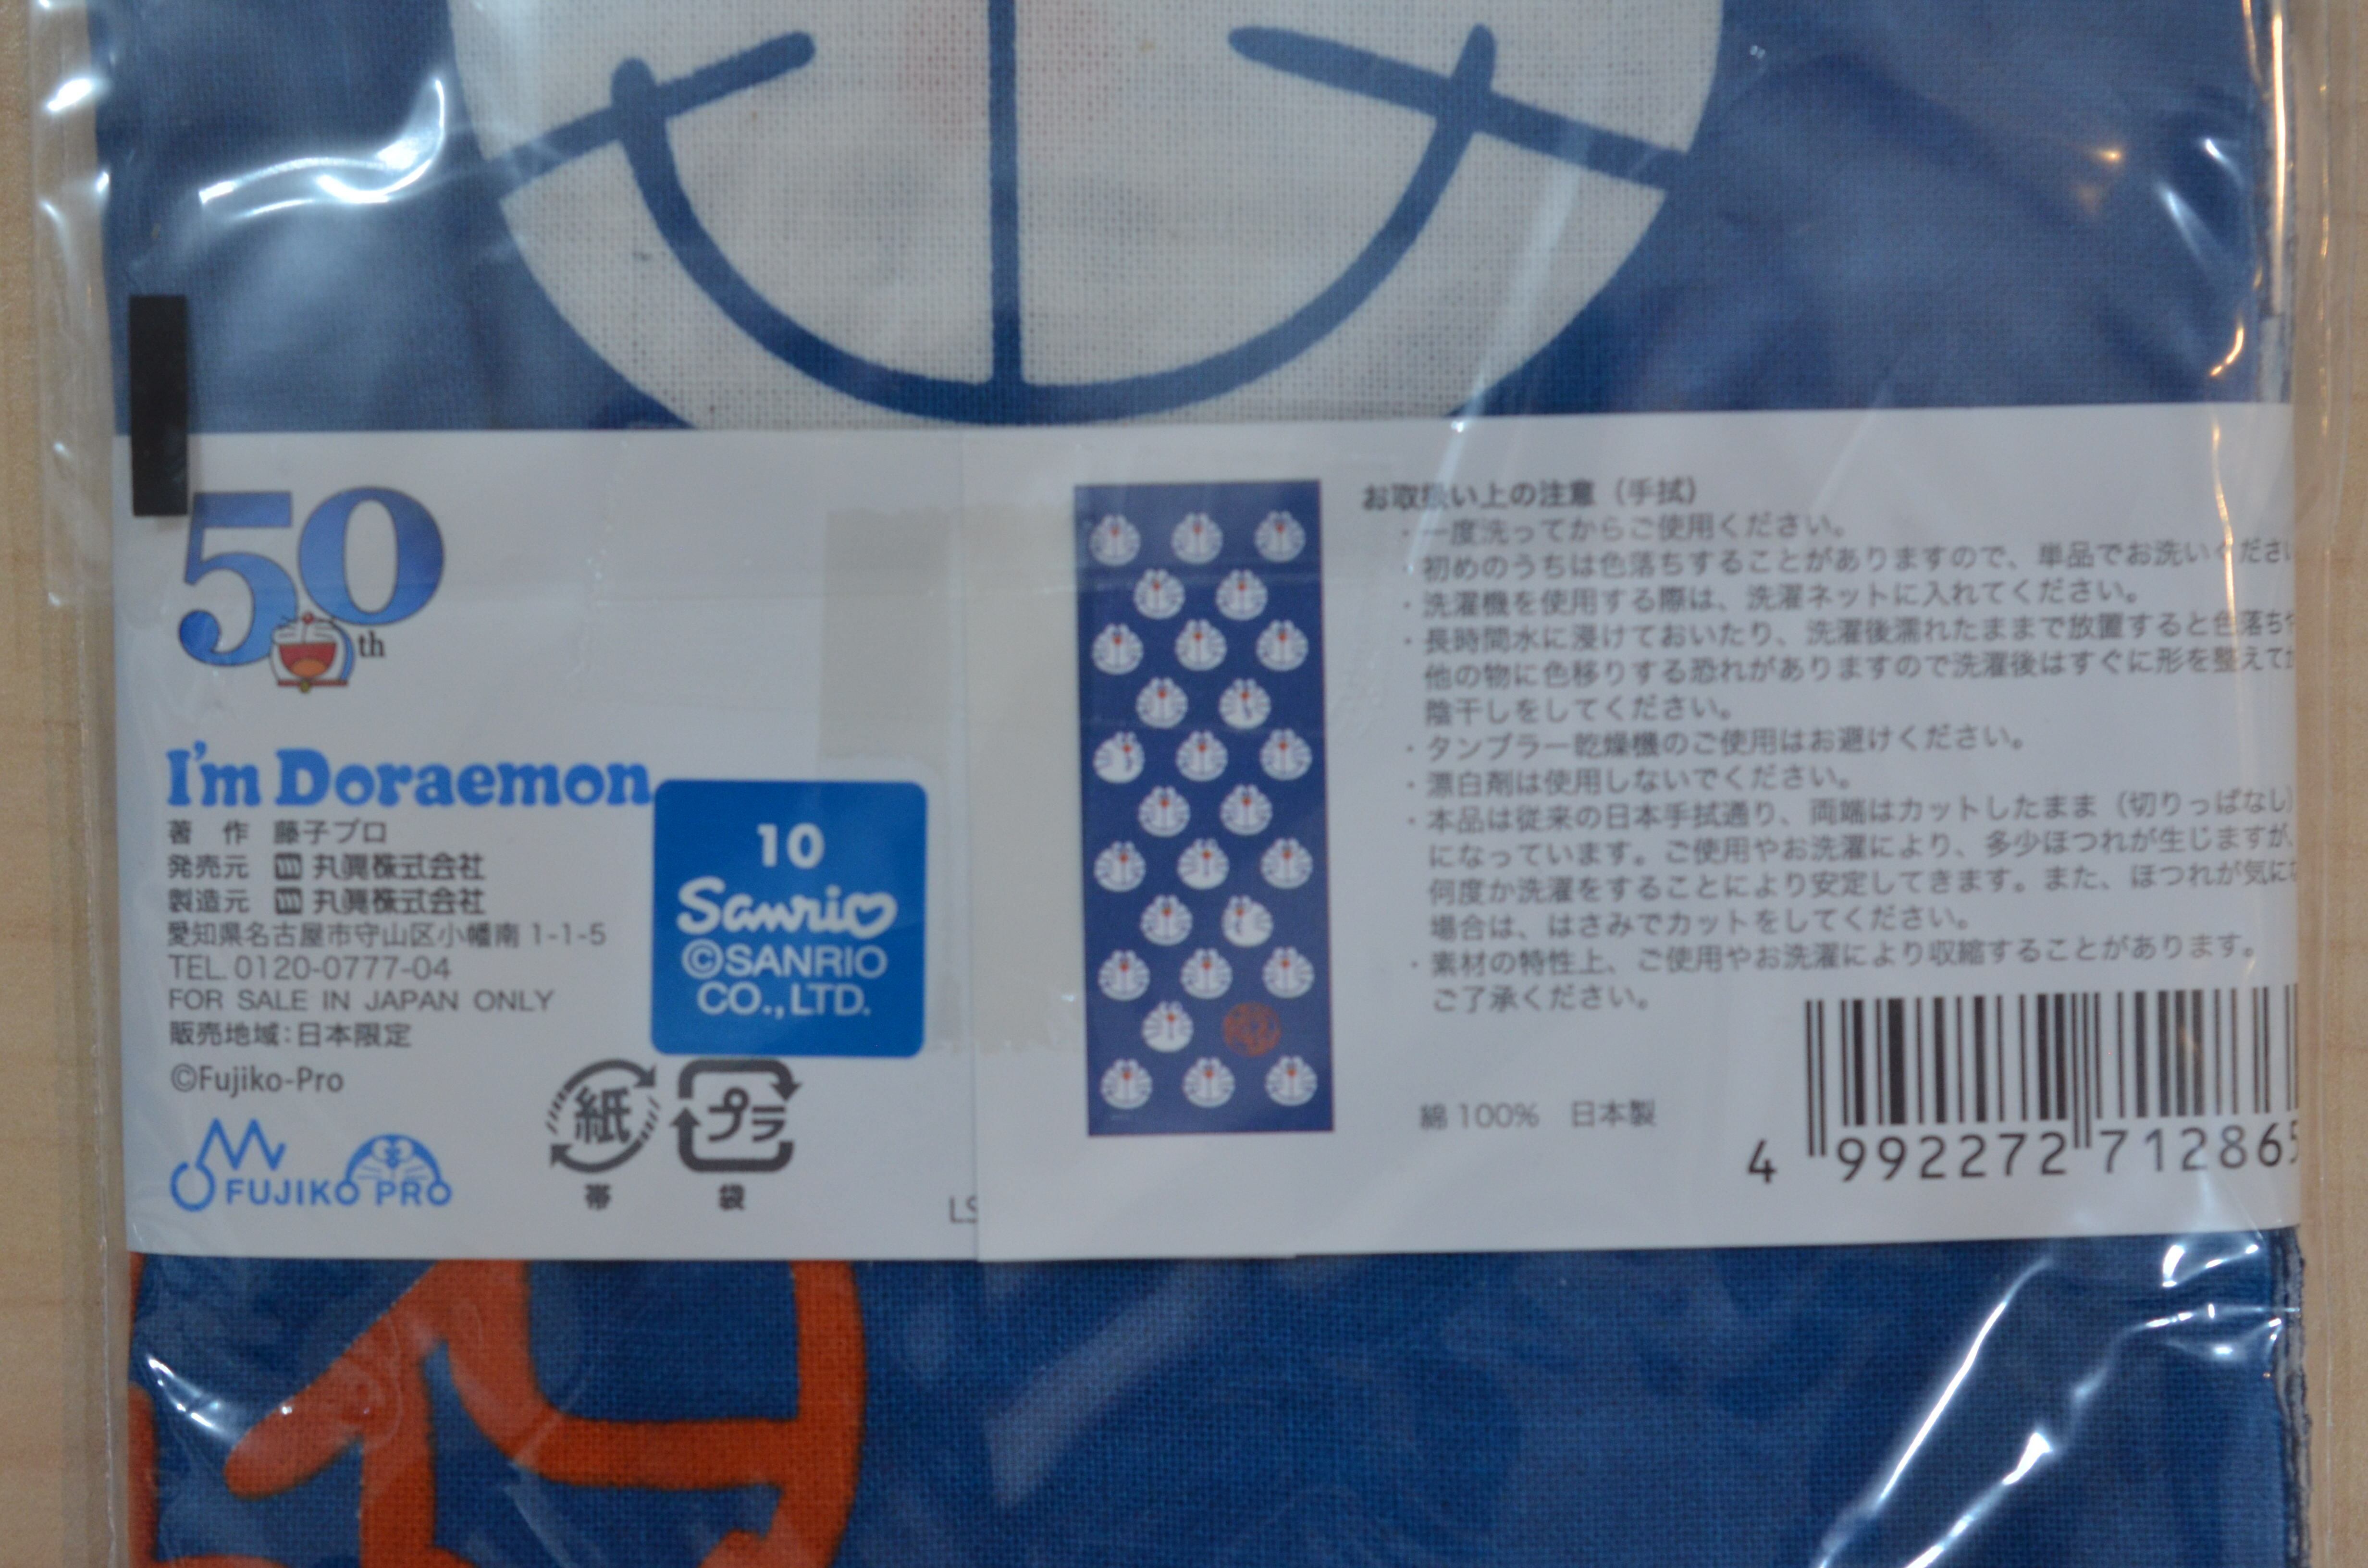 50th
I'm Doraemon
著 作 藤子プロ
発売元 m 丸眞株式会社
製造元 m 丸眞株式会社
愛知県名古屋市守山区小幡南 1-1-5
TEL. 0120-0777-04
FOR SALE IN JAPAN ONLY
販売地域:日本限定
©Fujiko-Pro
FUJIKO PRO
10
Sanrio
©SANRIO
CO., LTD.
紙
帯
プラ
袋
LS
お取扱い上の注意（手拭）
・一度洗ってからご使用ください。
初めのうちは色落ちすることがありますので、単品でお洗いくださ
・洗濯機を使用する際は、洗濯ネットに入れてください。
・長時間水に浸けておいたり、洗濯後濡れたままで放置すると色落ちや
他の物に色移りする恐れがありますので洗濯後はすぐに形を整えて
陰干しをしてください。
・タンブラー乾燥機のご使用はお避けください。
・漂白剤は使用しないでください。
・本品は従来の日本手拭通り、両端はカットしたまま（切りっぱなし）
になっています。ご使用やお洗濯により、多少ほつれが生じますが、
何度か洗濯をすることにより安定してきます。また、ほつれが気に
場合は、はさみでカットをしてください。
・素材の特性上、ご使用やお洗濯により収縮することがあります。
ご了承ください。
綿 100% 日本製
4 992272 712865